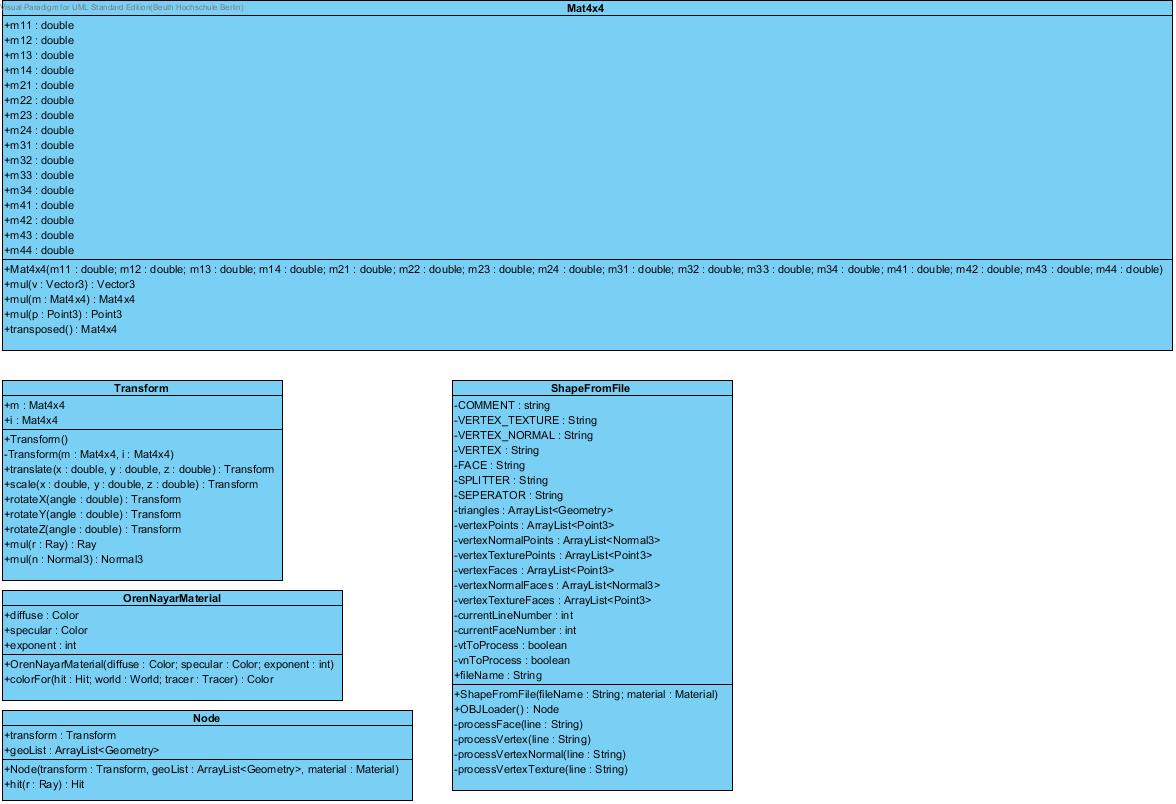 Visual Paradigm for UML Standard Edition(Beuth Hochschule Berlin)
Mat4x4
+m11 : double
+m12 : double
+m13 : double
+m14 : double
+m21 : double
+m22 : double
+m23 : double
+m24 : double
+m31 : double
+m32 : double
+m33 : double
+m34 : double
+m41 : double
+m42 : double
+m43 : double
+m44 : double
+Mat4x4(m11 : double; m12 : double; m13 : double; m14 : double; m21 : double; m22 : double; m23 : double; m24 : double; m31 : double; m32 : double; m33 : double; m34 : double; m41 : double; m42 : double; m43 : double; m44 : double)
+mul(v : Vector3) : Vector3
+mul(m : Mat4x4) : Mat4x4
+mul(p : Point3) : Point3
+transposed() : Mat4x4
Transform
+m : Mat4x4
+i : Mat4x4
+Transform()
-Transform(m : Mat4x4, i : Mat4x4)
+translate(x : double, y : double, z : double) : Transform
+scale(x : double, y : double, z : double) : Transform
+rotateX(angle : double) : Transform
+rotateY(angle : double) : Transform
+rotateZ(angle : double) : Transform
+mul(r : Ray) : Ray
+mul(n : Normal3) : Normal3
OrenNayarMaterial
+diffuse : Color
+specular : Color
+exponent : int
+OrenNayarMaterial(diffuse : Color; specular : Color; exponent : int)
+colorFor(hit : Hit; world : World; tracer : Tracer) : Color
Node
+transform : Transform
+geoList : ArrayList<Geometry>
+Node(transform : Transform, geoList : ArrayList<Geometry>, material : Material)
+hit(r : Ray) : Hit
ShapeFromFile
-COMMENT : string
-VERTEX_TEXTURE : String
-VERTEX_NORMAL : String
-VERTEX : String
-FACE : String
-SPLITTER : String
-SEPERATOR : String
-triangles : ArrayList<Geometry>
-vertexPoints : ArrayList<Point3>
-vertexNormalPoints : ArrayList<Normal3>
-vertexTexturePoints : ArrayList<Point3>
-vertexFaces : ArrayList<Point3>
-vertexNormalFaces : ArrayList<Normal3>
-vertexTextureFaces : ArrayList<Point3>
-currentLineNumber : int
-currentFaceNumber : int
-vtToProcess : boolean
-vnToProcess : boolean
+fileName : String
+ShapeFromFile(fileName : String; material : Material)
+OBJLoader() : Node
-processFace(line : String)
-processVertex(line : String)
-processVertexNormal(line : String)
-processVertexTexture(line : String)